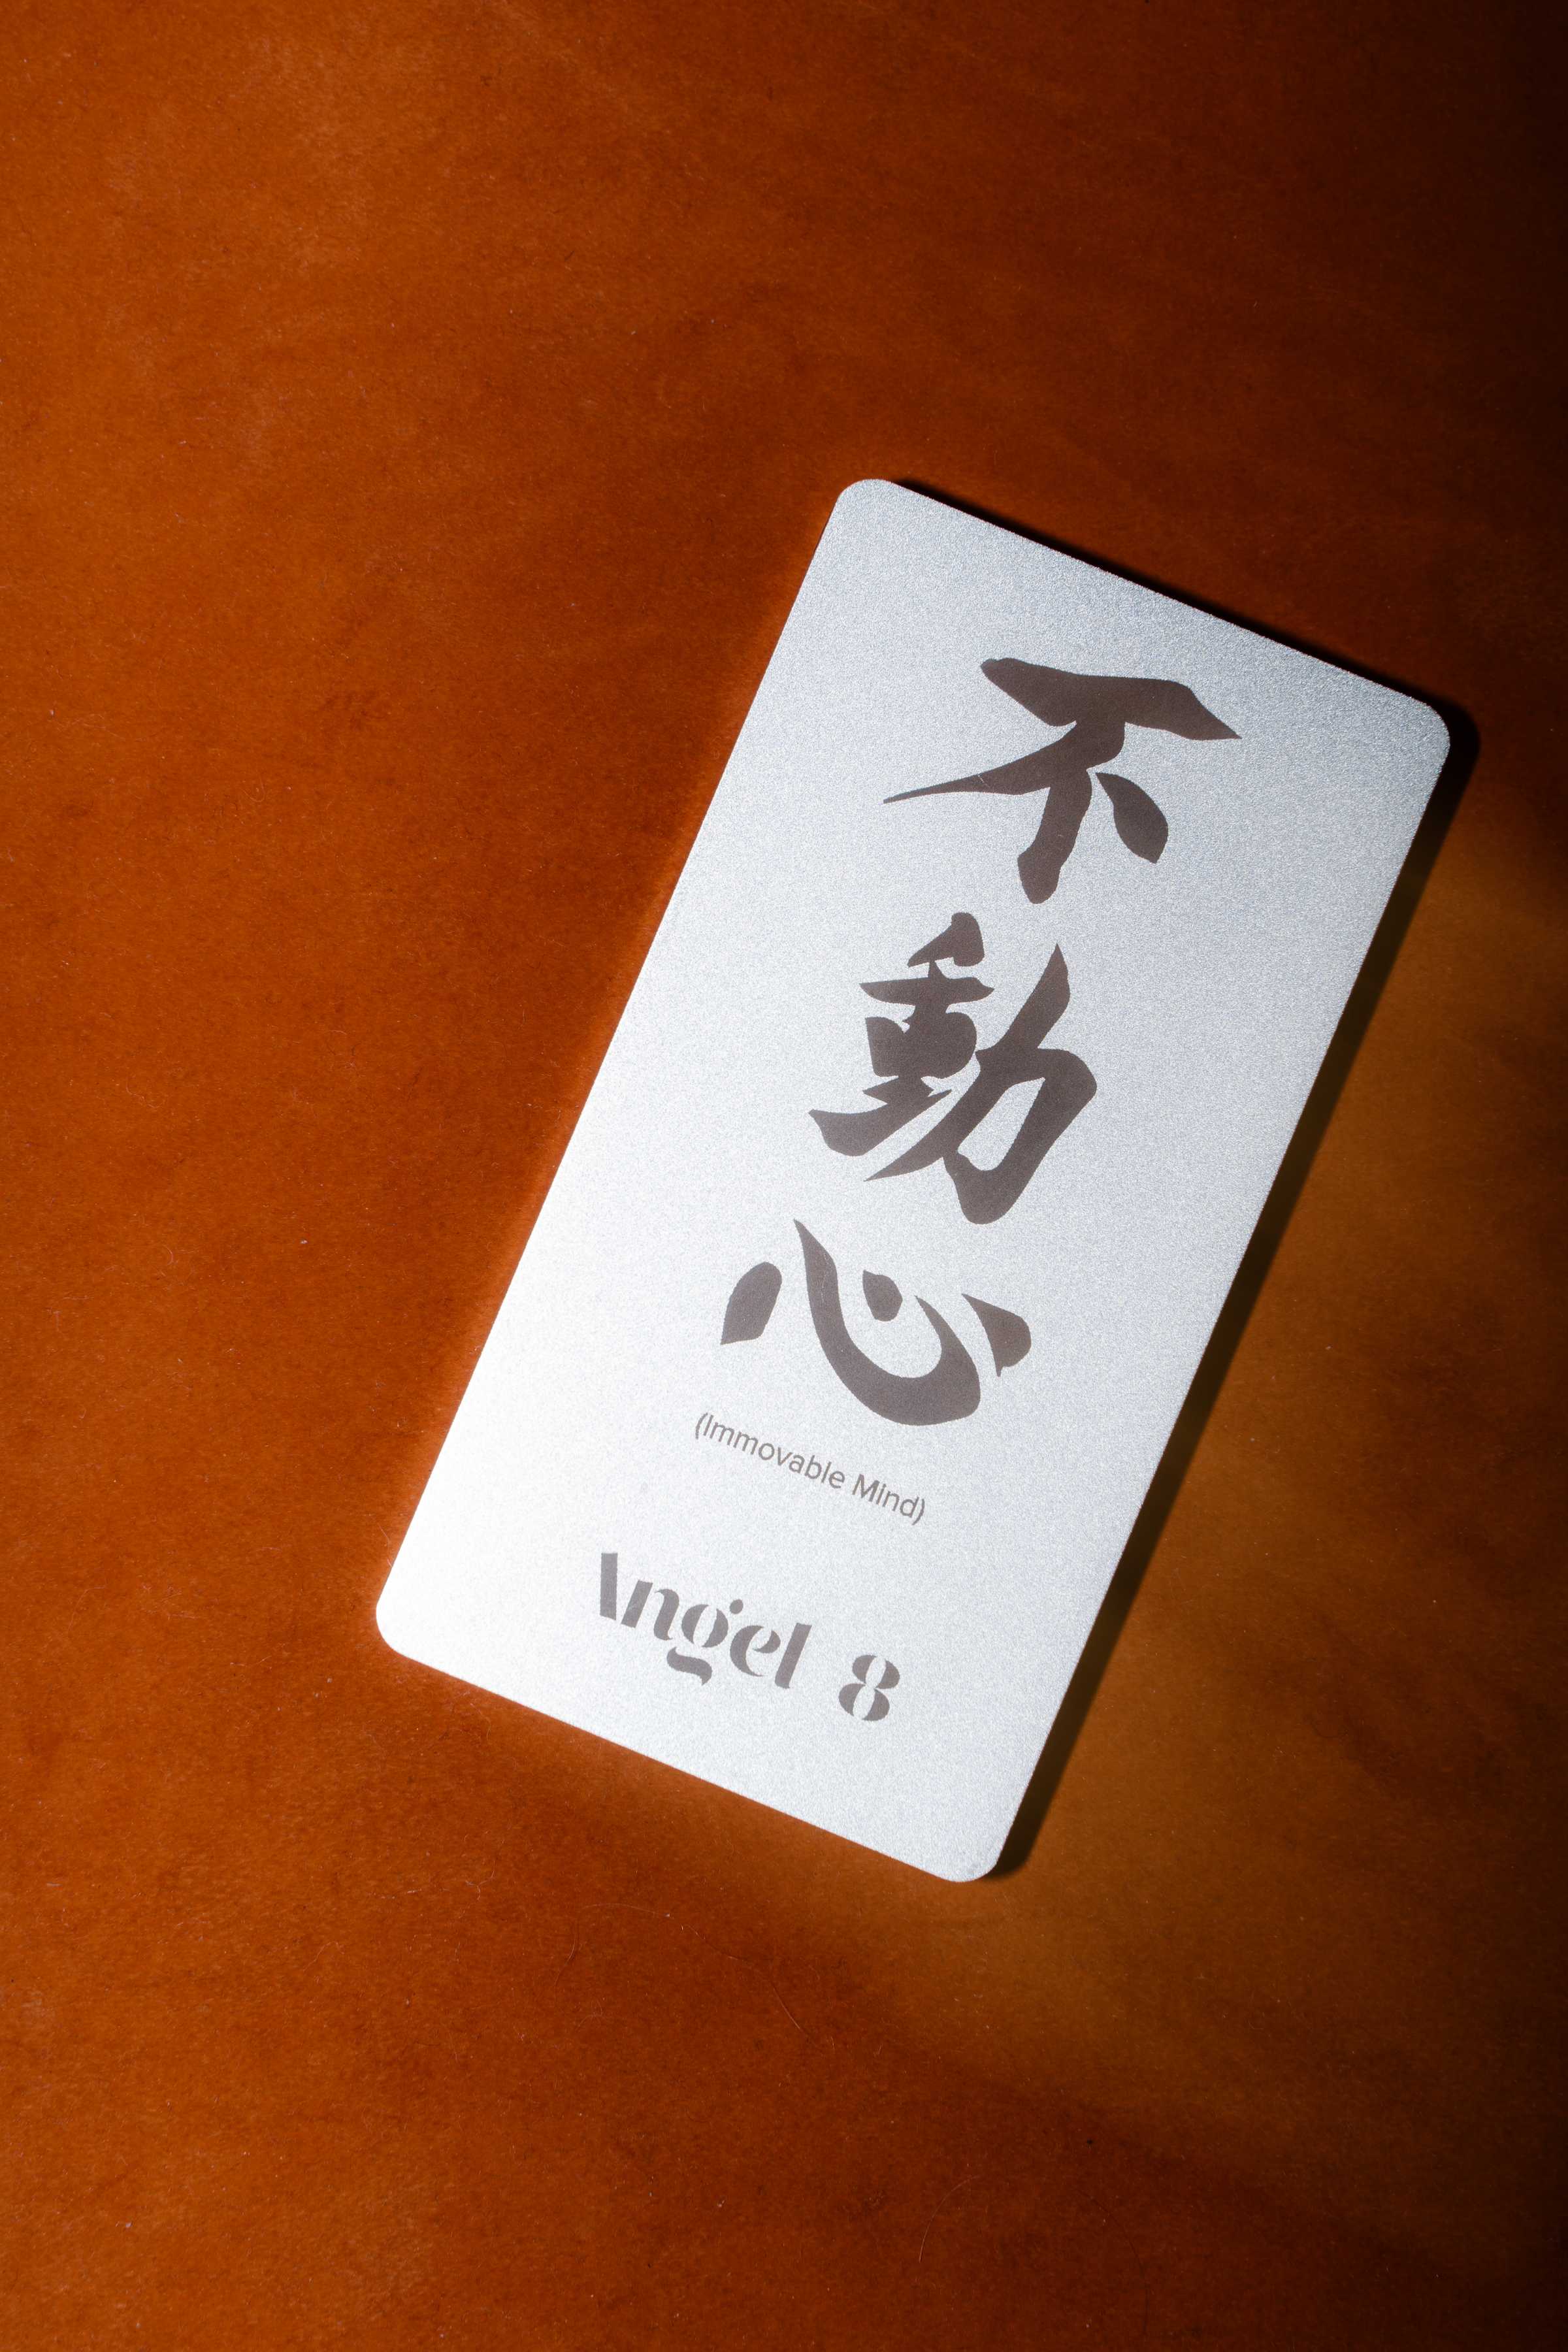 不動心
(Immovable Mind)
Angel 8